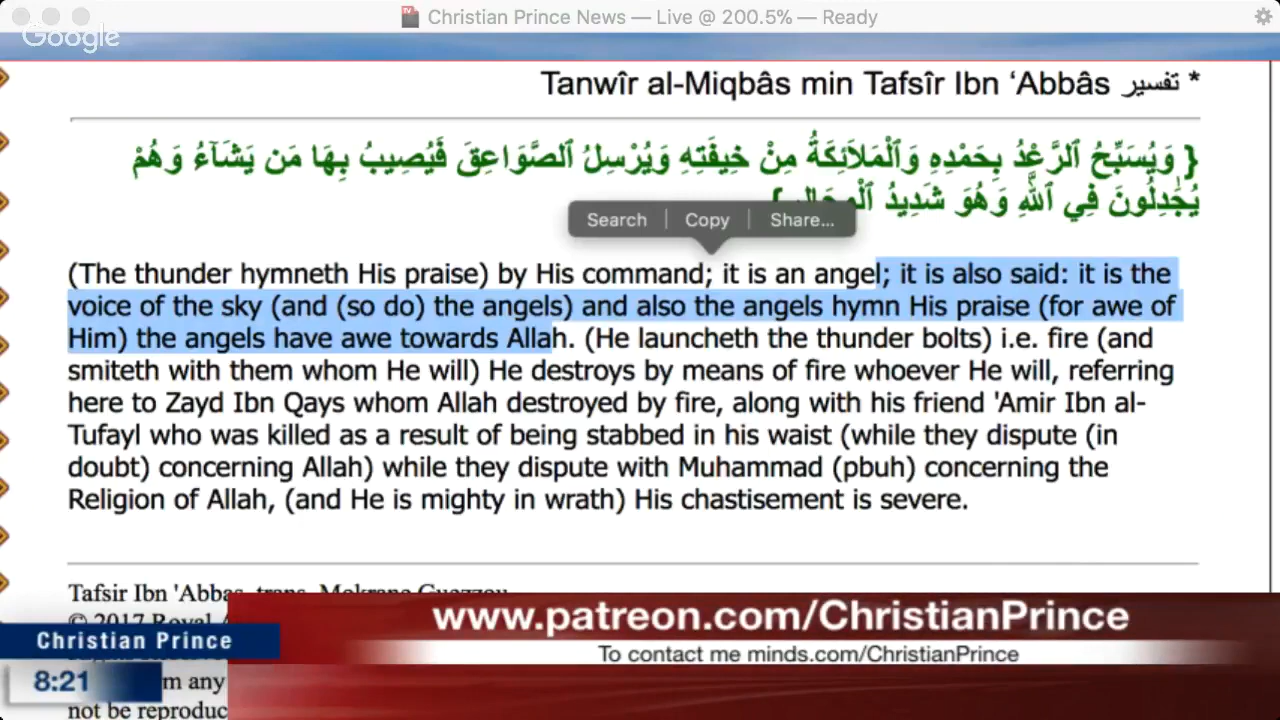 Christian Prince News — Live @ 200.5% — Ready
Google
Tanwîr al-Miqbâs min Tafsîr Ibn ‘Abbâs تفسير *
{ وَيُسَبِّحُ ٱلرَّعْدُ بِحَمْدِهِ وَٱلْمَلاَئِكَةُ مِنْ خِيفَتِهِ وَيُرْسِلُ ٱلصَّوَاعِقَ فَيُصِيبُ بِهَا مَن يَشَآءُ وَهُمْ
يُجَٰدِلُونَ فِي ٱللَّهِ وَهُوَ شَدِيدُ ٱلْمِحَالِ }
Search | Copy | Share...
(The thunder hymneth His praise) by His command; it is an angel; it is also said: it is the
voice of the sky (and (so do) the angels) and also the angels hymn His praise (for awe of
Him) the angels have awe towards Allah. (He launcheth the thunder bolts) i.e. fire (and
smiteth with them whom He will) He destroys by means of fire whoever He will, referring
here to Zayd Ibn Qays whom Allah destroyed by fire, along with his friend 'Amir Ibn al-
Tufayl who was killed as a result of being stabbed in his waist (while they dispute (in
doubt) concerning Allah) while they dispute with Muhammad (pbuh) concerning the
Religion of Allah, (and He is mighty in wrath) His chastisement is severe.
Tafsir Ibn 'Abbas, trans. Mokrane Guezzou
© 2017 Royal
www.patreon.com/ChristianPrince
Christian Prince
To contact me minds.com/ChristianPrince
8:21
m any
not be reproduc